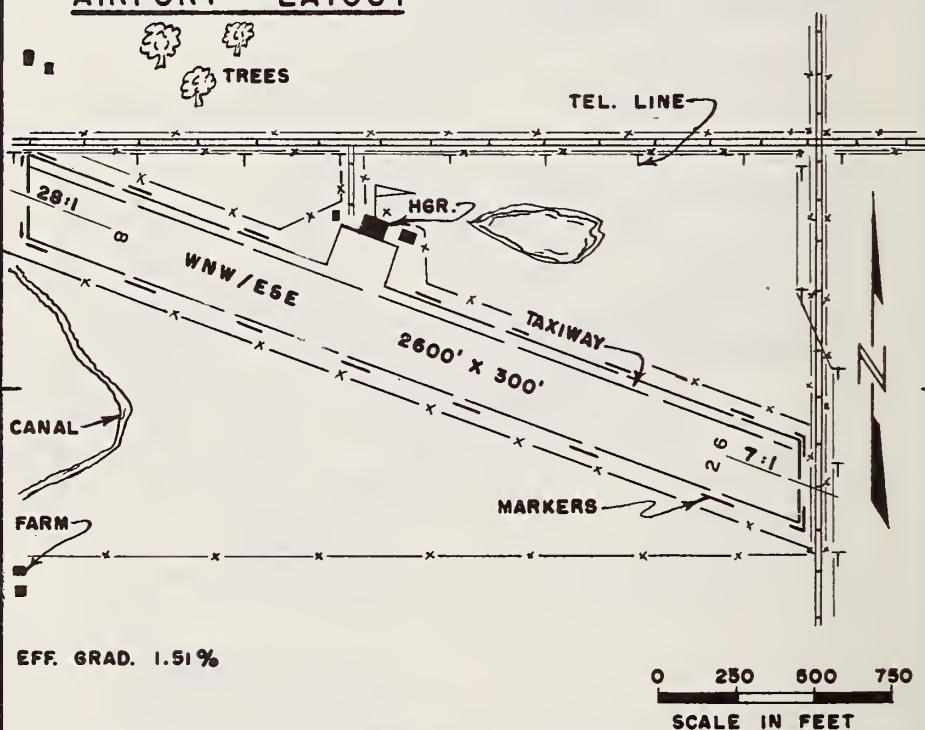 AIRPORT LAYOUT
TREES
TEL. LINE
28:1
8
HGR.
WNW/ESE
TAXIWAY
2600' X 300'
N
CANAL
26 7:1
MARKERS
FARM
EFF. GRAD. 1.51%
0 250 500 750
SCALE IN FEET